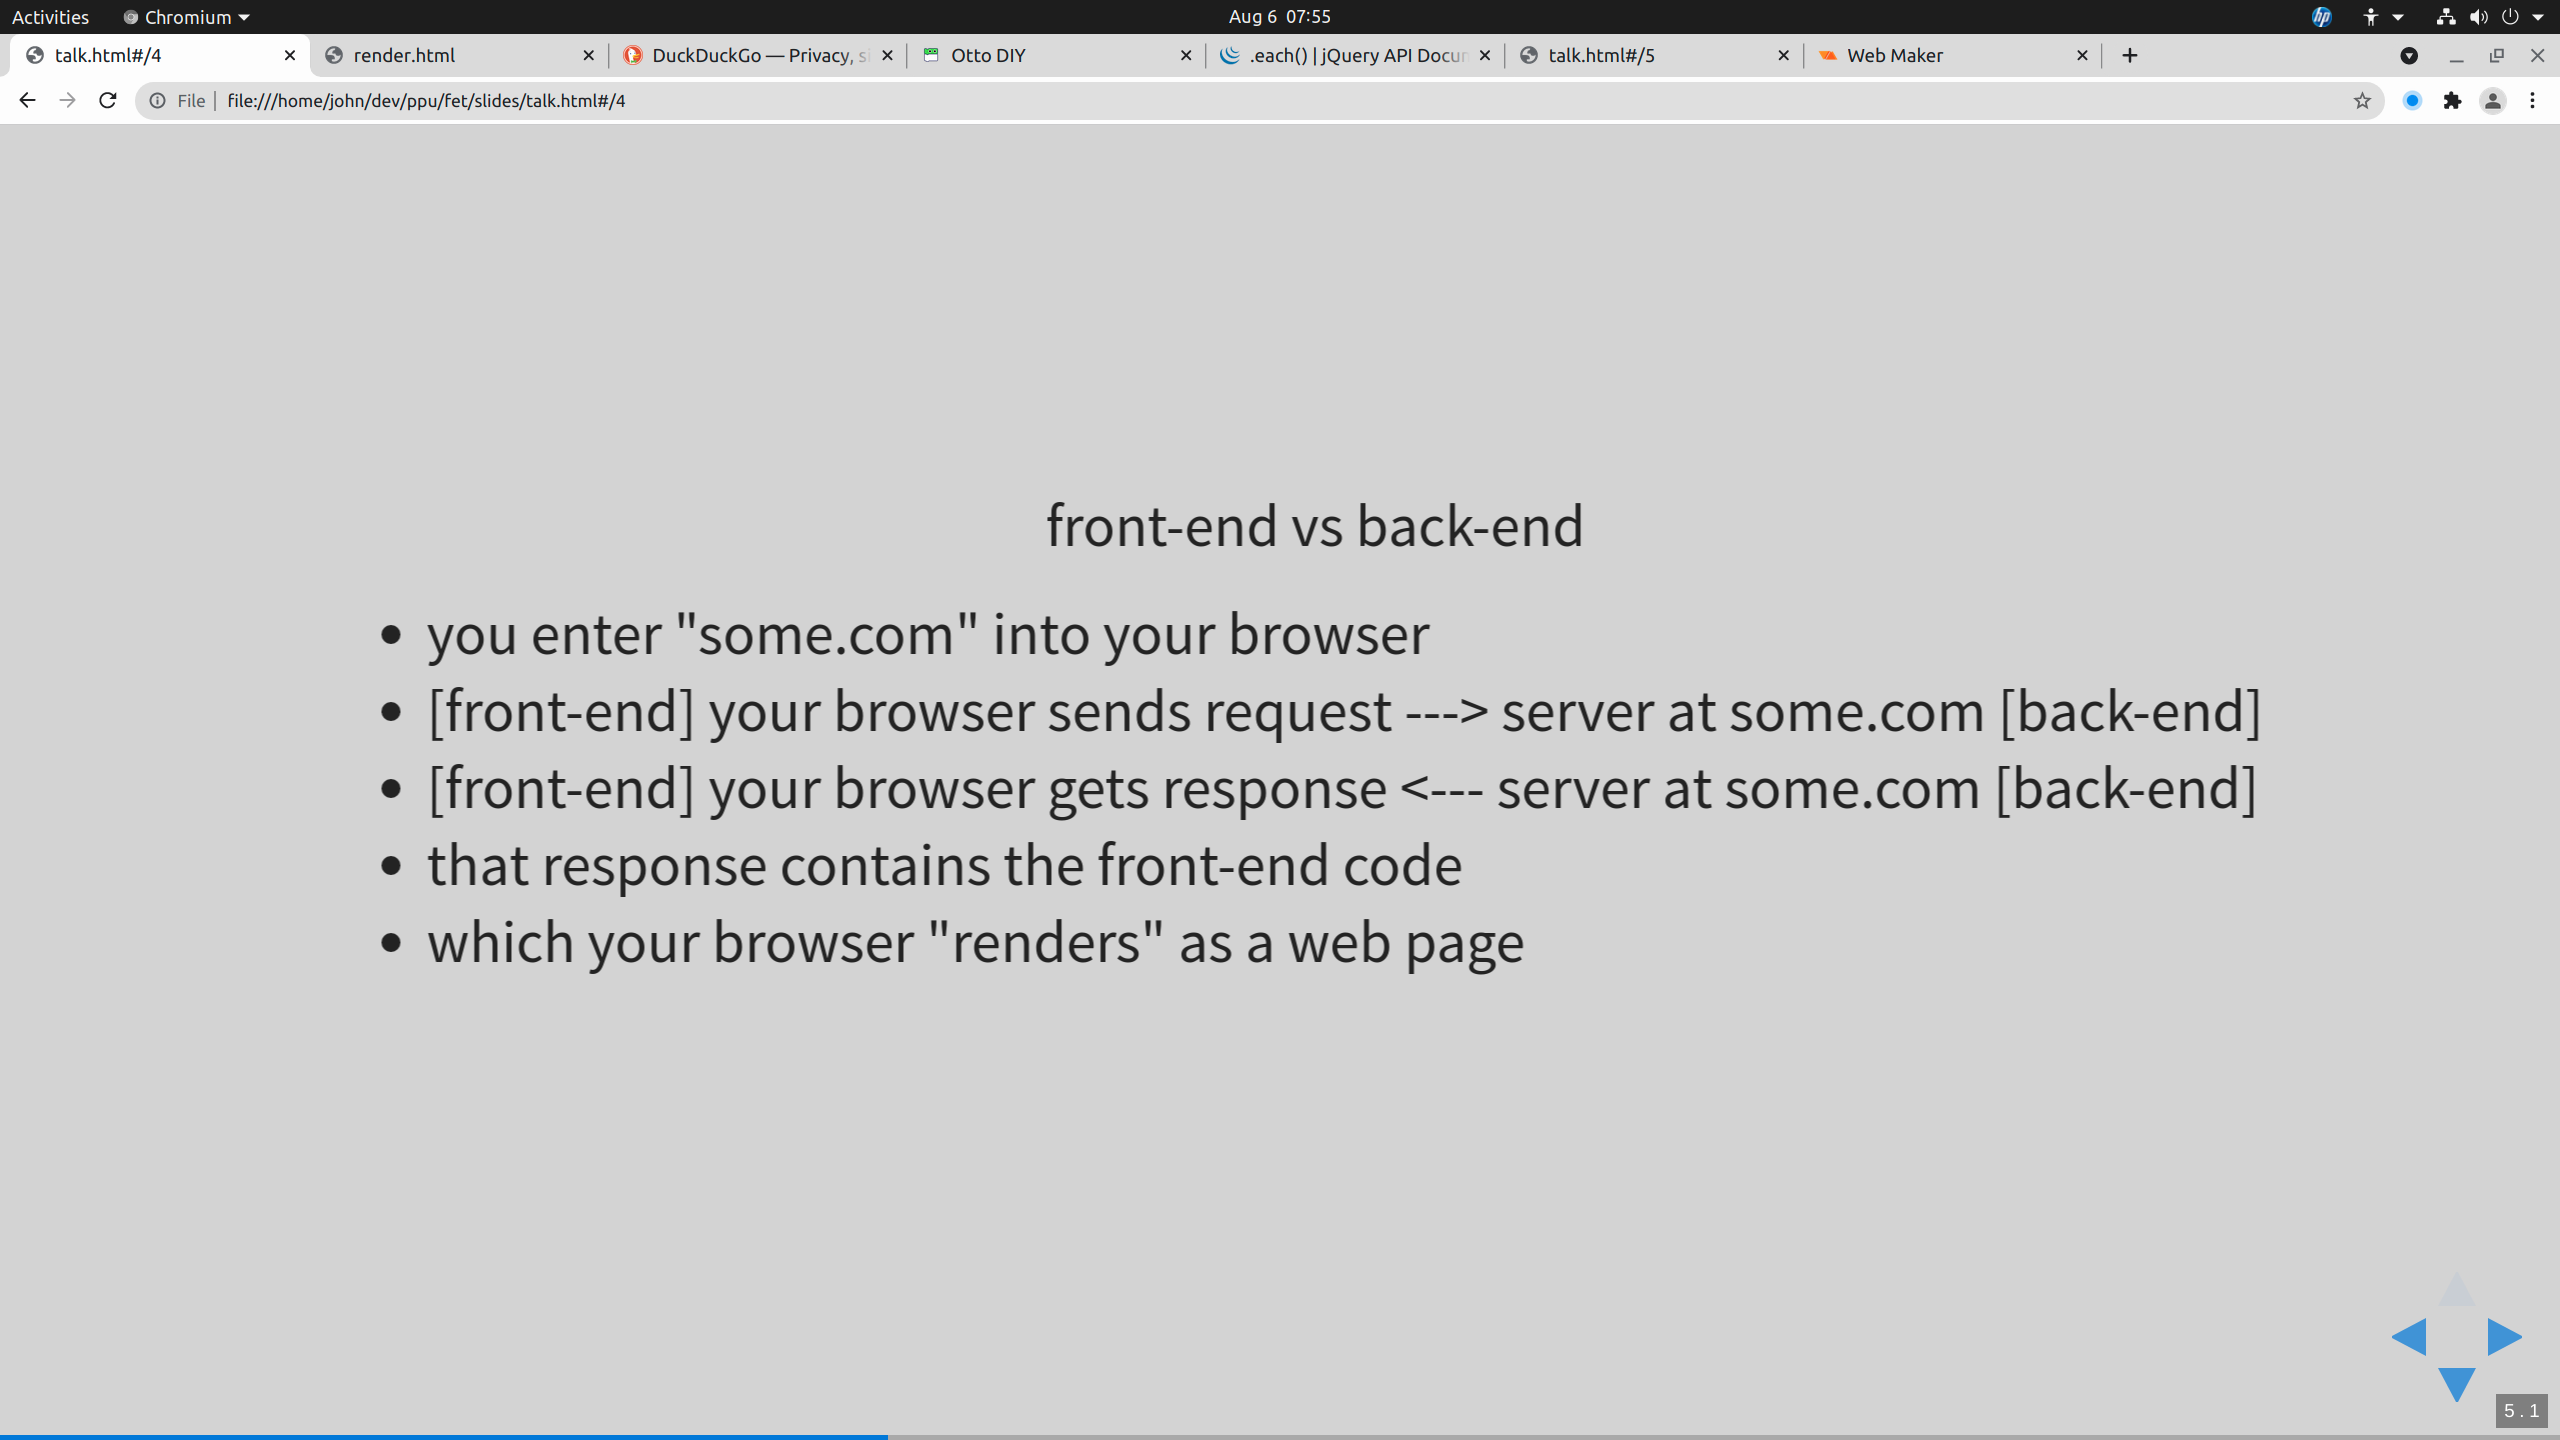 Activities Chromium Aug 6 07:55
talk.html#/4 render.html DuckDuckGo — Privacy, Otto DIY .each() | jQuery API talk.html#/5 Web Maker
File file:///home/john/dev/ppu/fet/slides/talk.html#/4
front-end vs back-end
• you enter "some.com" into your browser
• [front-end] your browser sends request ---> server at some.com [back-end]
• [front-end] your browser gets response <--- server at some.com [back-end]
• that response contains the front-end code
• which your browser "renders" as a web page
5 . 1